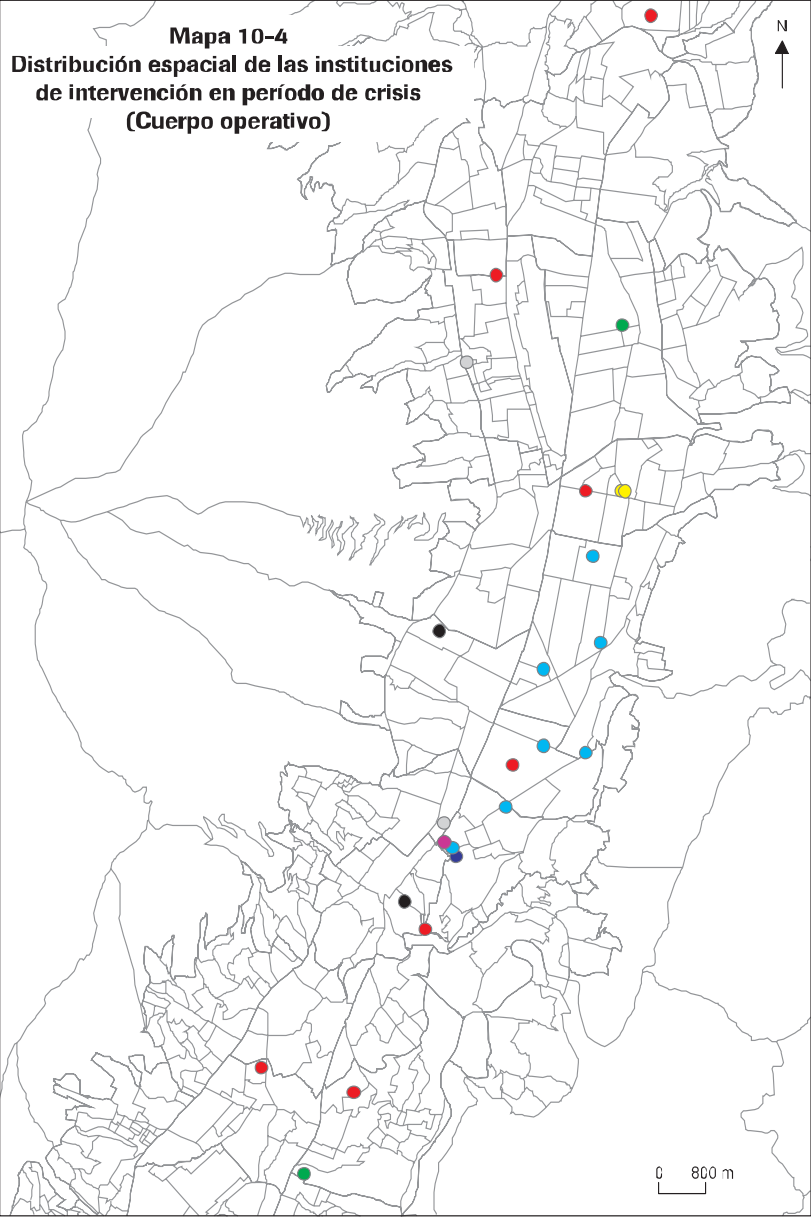 Mapa 10-4
Distribución espacial de las instituciones
de intervención en período de crisis
(Cuerpo operativo)
N
0 800 m